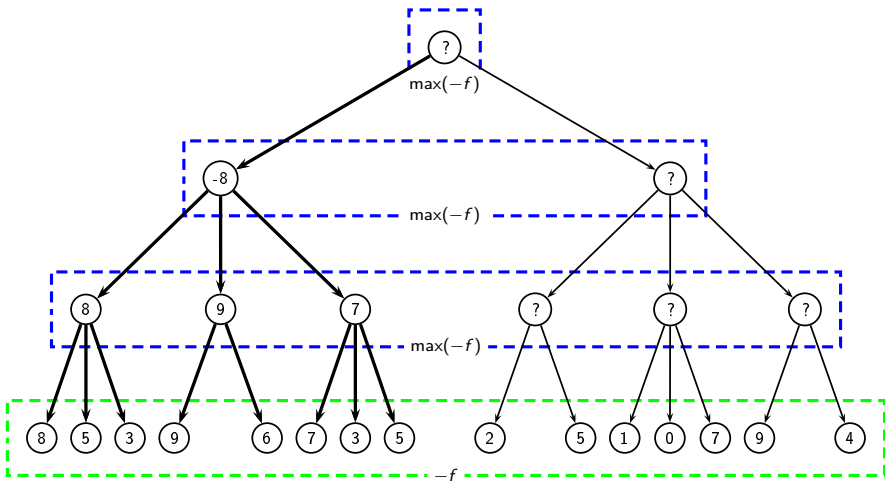 ?
max(−f)
-8 ?
max(−f)
8 9 7 ? ? ?
max(−f)
8 5 3 9 6 7 3 5 2 5 1 0 7 9 4
−f